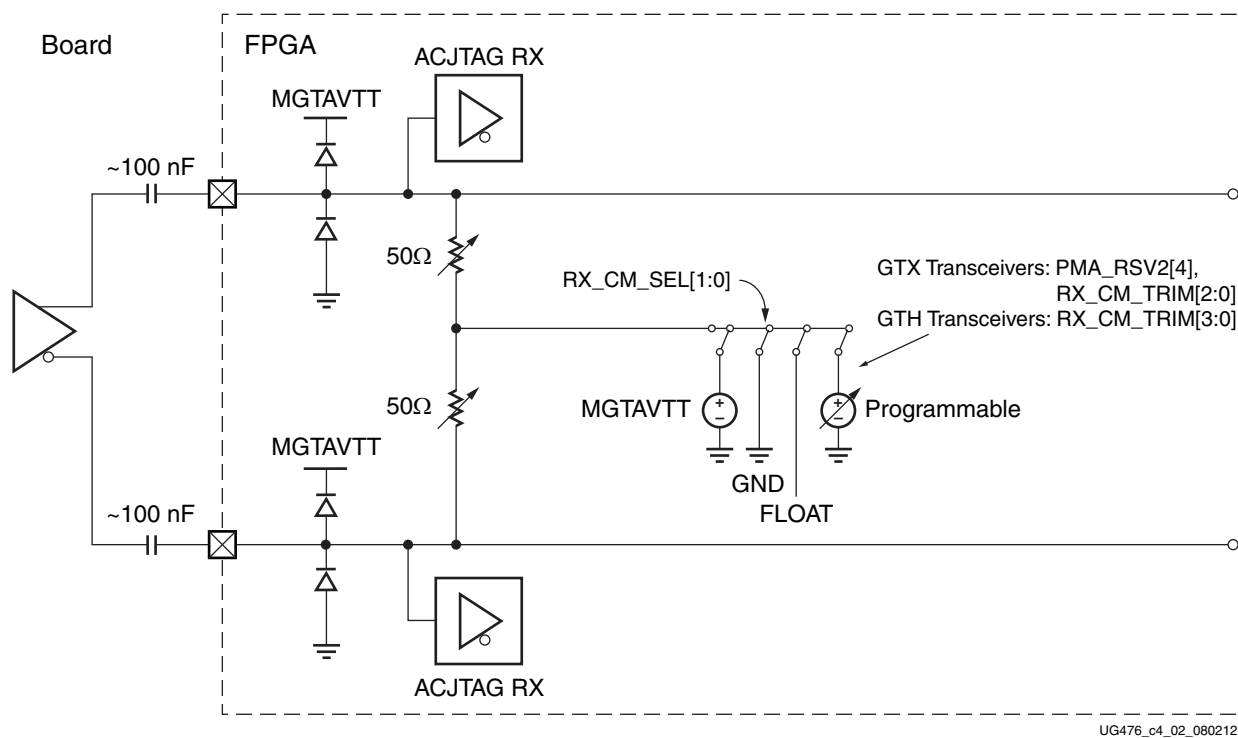 Board
FPGA
ACJTAG RX
MGTAVTT
~100 nF
50Ω
RX_CM_SEL[1:0]
GTX Transceivers: PMA_RSV2[4],
RX_CM_TRIM[2:0]
GTH Transceivers: RX_CM_TRIM[3:0]
+
−
+
−
50Ω
MGTAVTT
Programmable
MGTAVTT
GND
FLOAT
~100 nF
ACJTAG RX
UG476_c4_02_080212